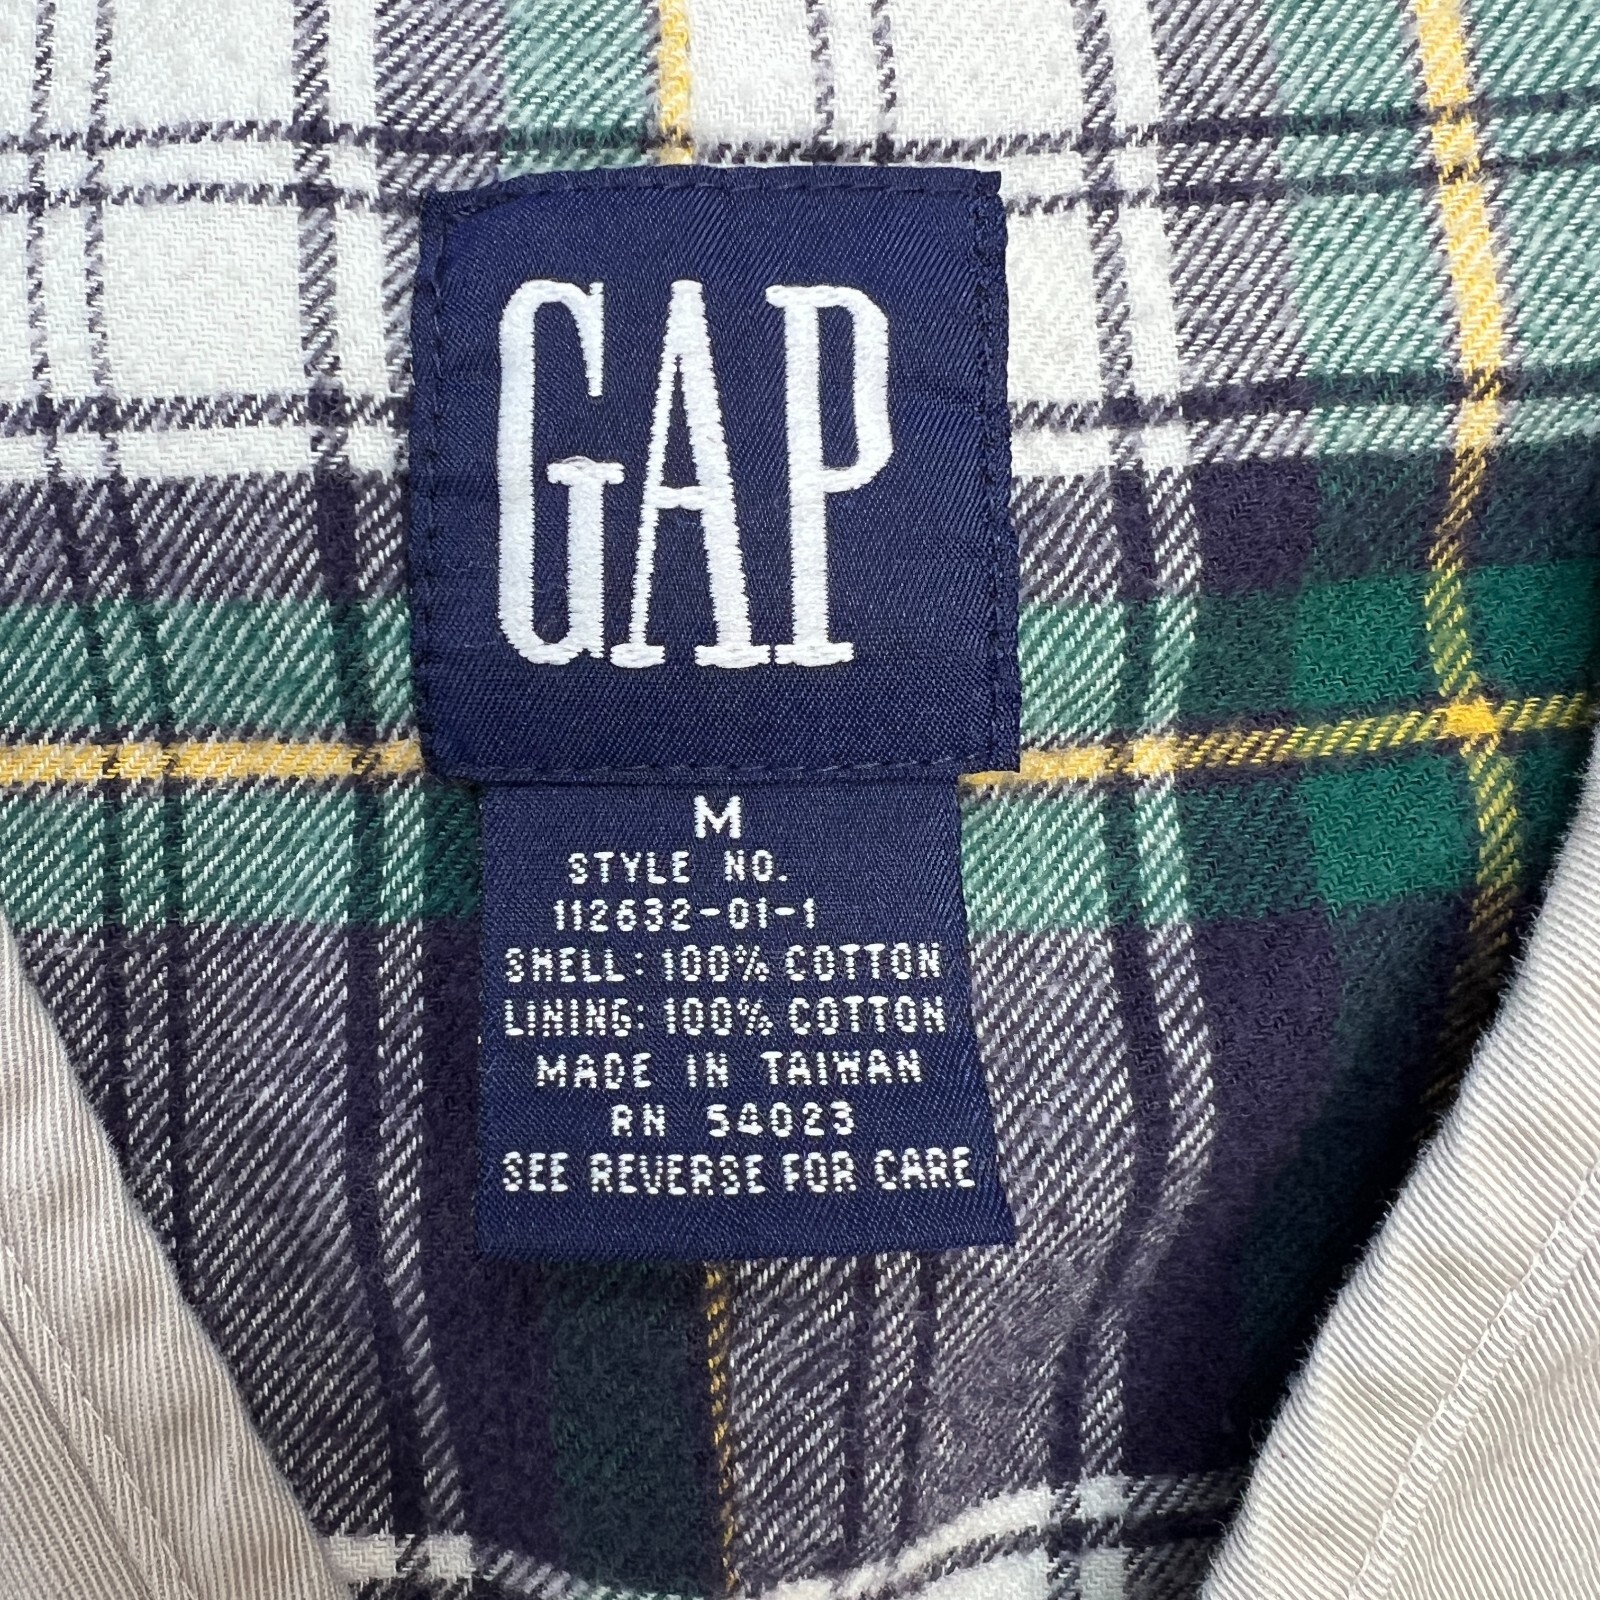 GAP
M
STYLE NO.
112632-01-1
SHELL: 100% COTTON
LINING: 100% COTTON
MADE IN TAIWAN
RN 54023
SEE REVERSE FOR CARE